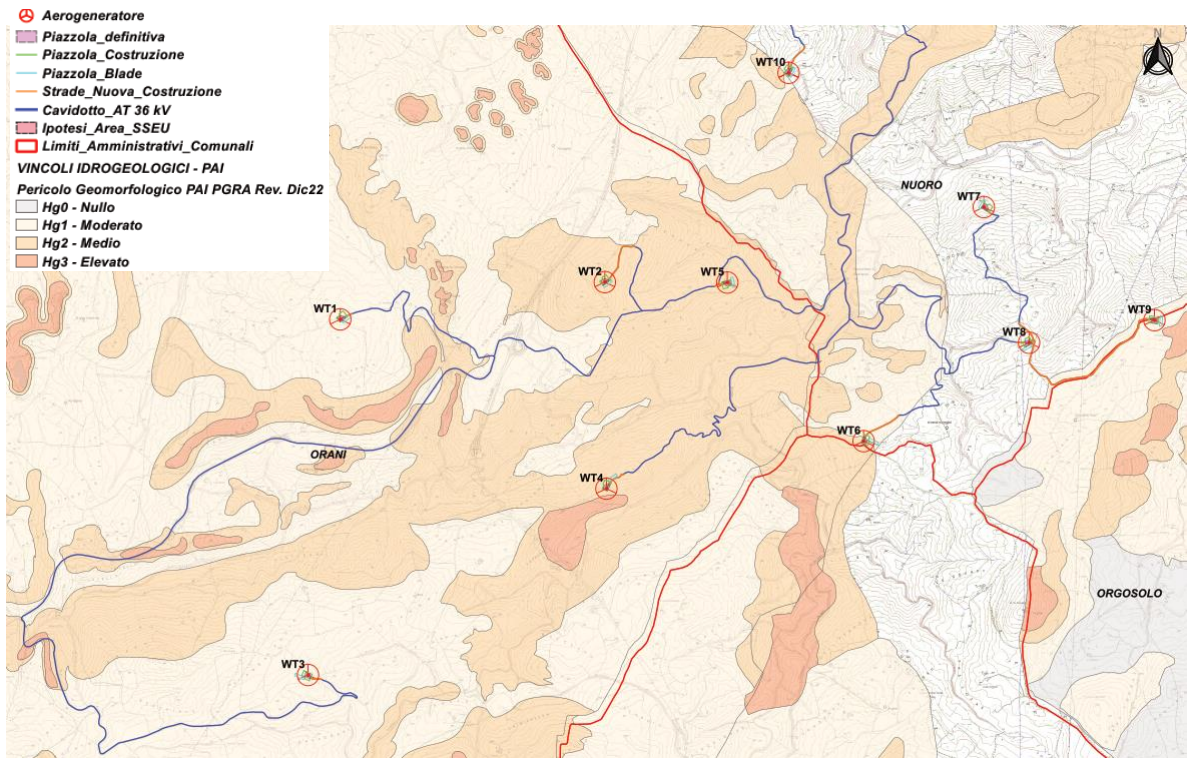 Aerogeneratore
Piazzola_definitiva
Piazzola_Costruzione
Piazzola_Blade
Strade_Nuova_Costruzione
Cavidotto_AT 36 kV
Ipotesi_Area_SSEU
Limiti_Amministrativi_Comunali
VINCOLI IDROGEOLOGICI - PAI
Pericolo Geomorfologico PAI PGRA Rev. Dic22
Hg0 - Nullo
Hg1 - Moderato
Hg2 - Medio
Hg3 - Elevato
N
WT10
NUORO
WT7
WT2
WT5
WT1
WT9
WT8
WT6
ORANI
WT4
ORGOSOLO
WT3